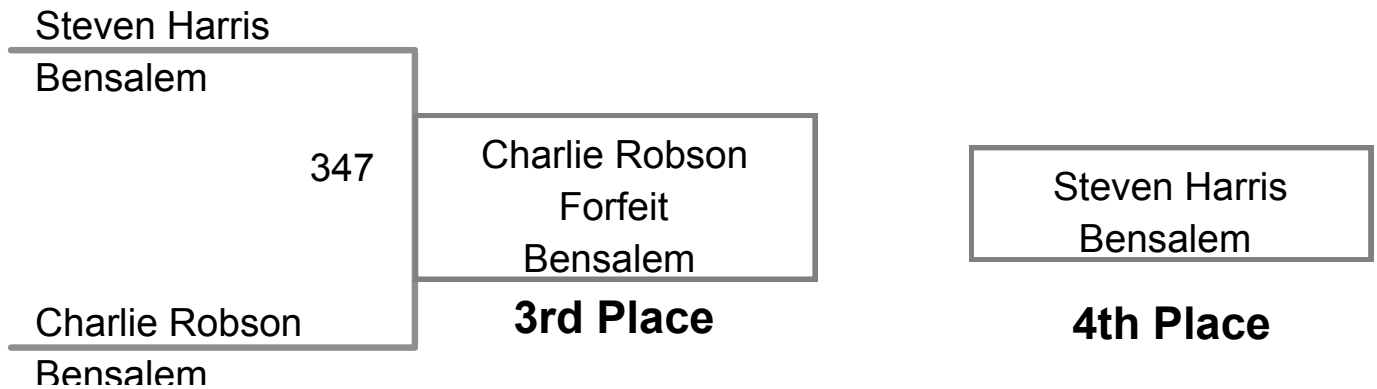 Steven Harris
Bensalem
347
Charlie Robson
Forfeit
Bensalem
3rd Place
Steven Harris
Bensalem
4th Place
Charlie Robson
Bensalem